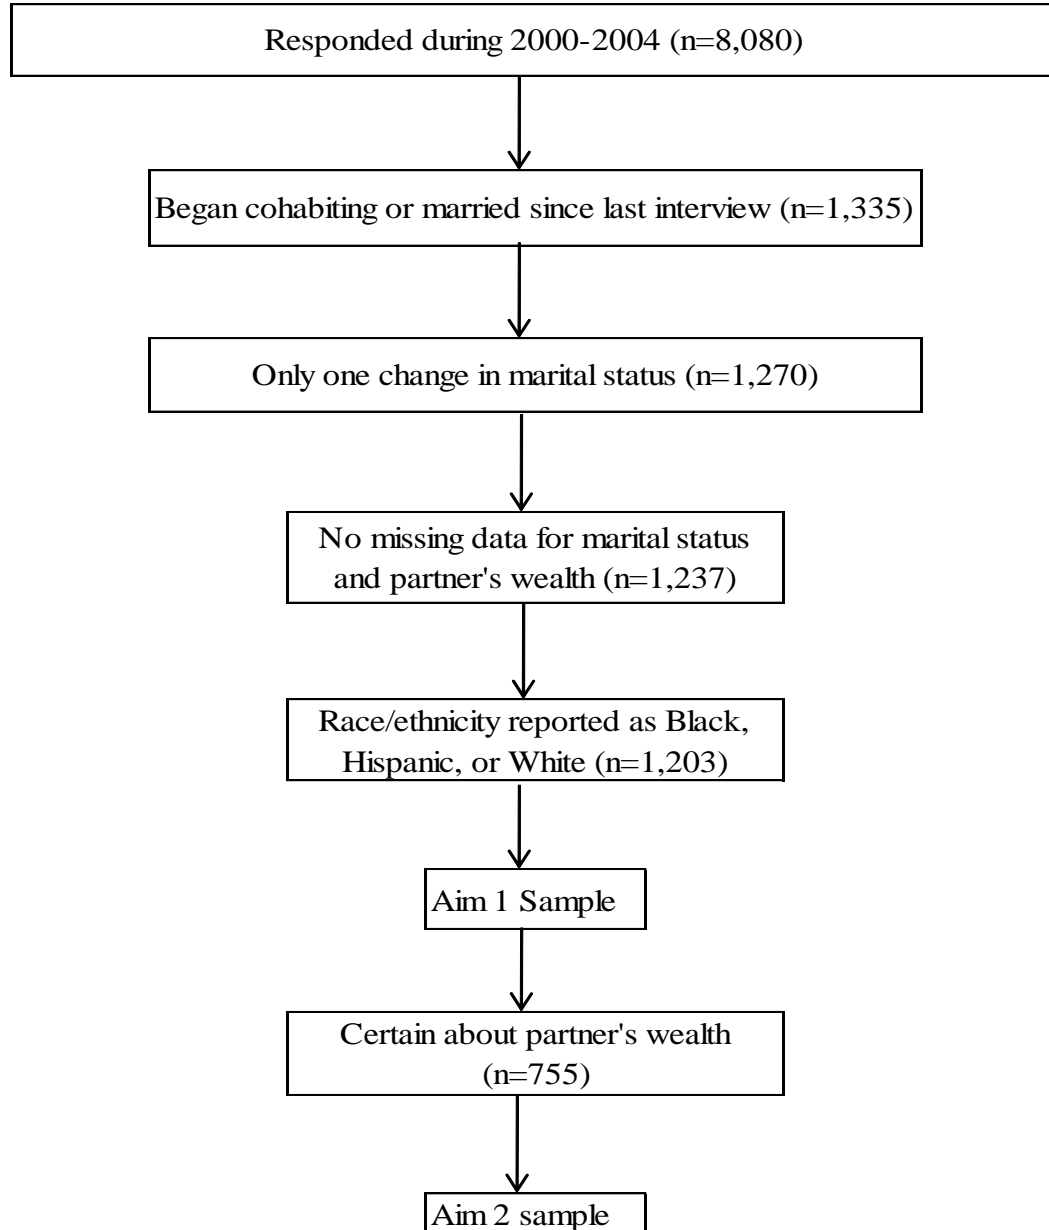 Responded during 2000-2004 (n=8,080)
Began cohabiting or married since last interview (n=1,335)
Only one change in marital status (n=1,270)
No missing data for marital status
and partner's wealth (n=1,237)
Race/ethnicity reported as Black,
Hispanic, or White (n=1,203)
Aim 1 Sample
Certain about partner's wealth
(n=755)
Aim 2 sample